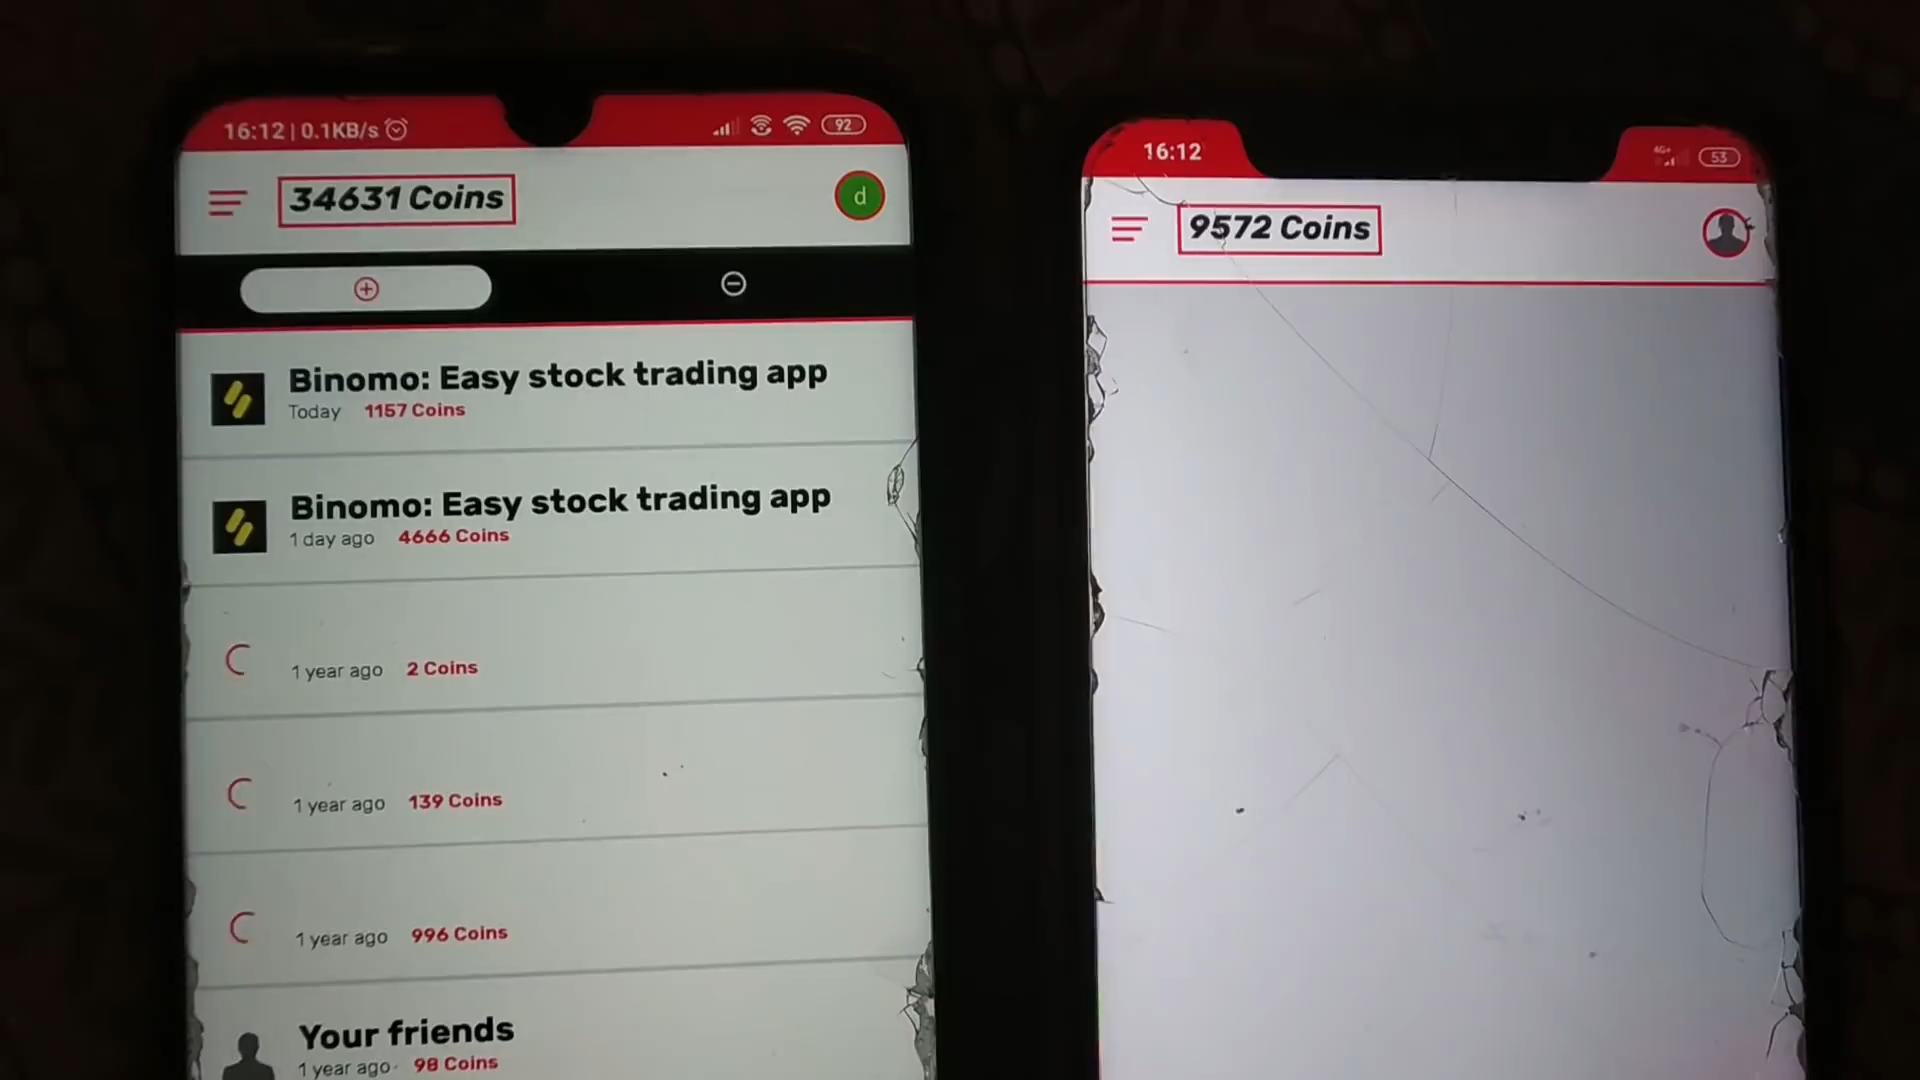 16:12 | 0.1KB/s
92
34631 Coins
d
Binomo: Easy stock trading app
Today 1157 Coins
Binomo: Easy stock trading app
1 day ago 4666 Coins
1 year ago 2 Coins
1 year ago 139 Coins
1 year ago 996 Coins
Your friends
1 year ago 98 Coins
16:12
4G+
53
9572 Coins